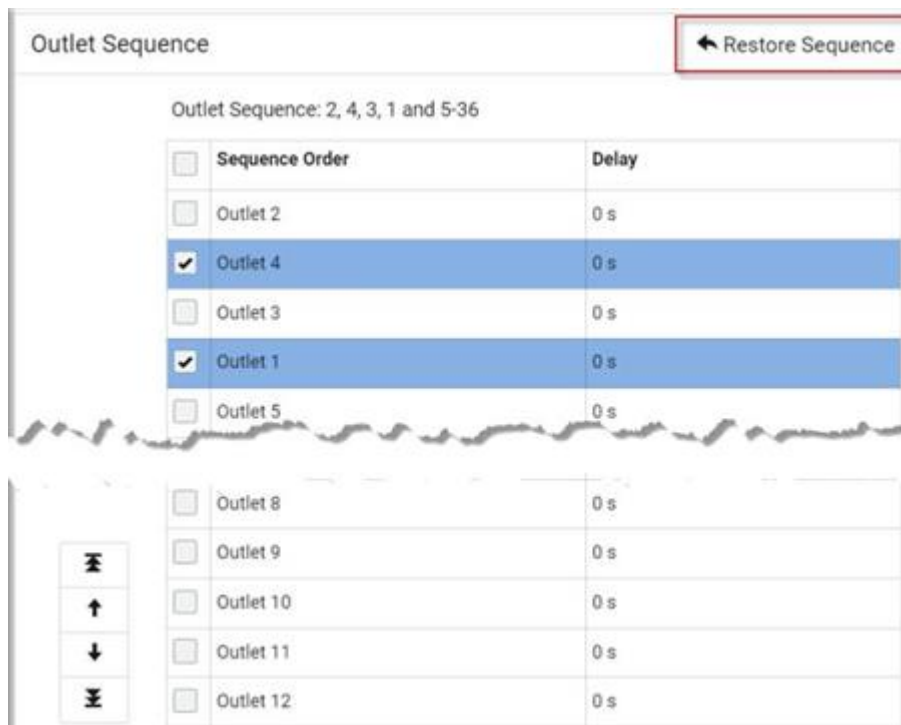 Outlet Sequence
Restore Sequence
Outlet Sequence: 2, 4, 3, 1 and 5-36
Sequence Order Delay
Outlet 2 0 s
Outlet 4 0 s
Outlet 3 0 s
Outlet 1 0 s
Outlet 5 0 s
Outlet 8 0 s
Outlet 9 0 s
Outlet 10 0 s
Outlet 11 0 s
Outlet 12 0 s